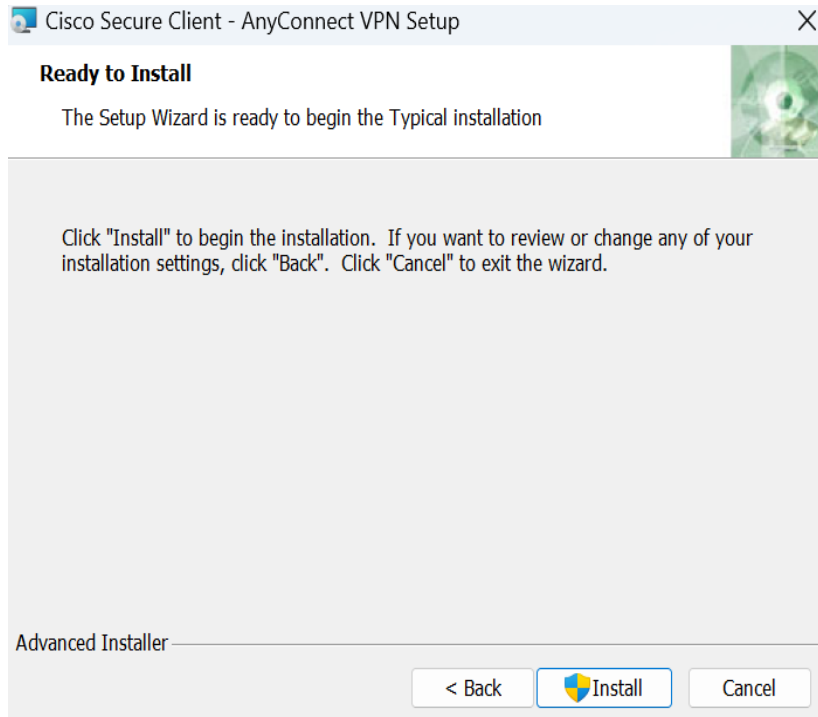 Cisco Secure Client - AnyConnect VPN Setup
Ready to Install
The Setup Wizard is ready to begin the Typical installation
Click "Install" to begin the installation.  If you want to review or change any of your
installation settings, click "Back".  Click "Cancel" to exit the wizard.
Advanced Installer
< Back Install Cancel